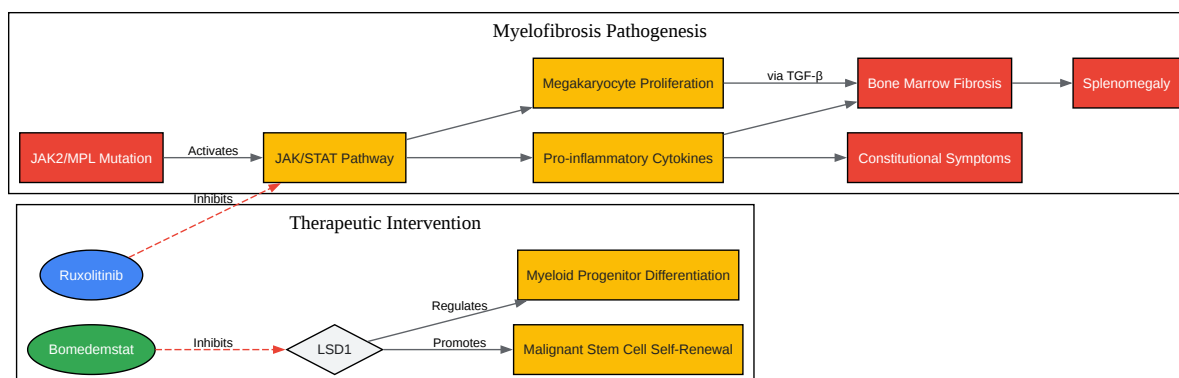 Myelofibrosis Pathogenesis
Megakaryocyte Proliferation
via TGF-β
Bone Marrow Fibrosis
Splenomegaly
JAK2/MPL Mutation
Activates
JAK/STAT Pathway
Pro-inflammatory Cytokines
Constitutional Symptoms
Inhibits
Therapeutic Intervention
Ruxolitinib
Myeloid Progenitor Differentiation
Regulates
Bomedemstat
Inhibits
LSD1
Promotes
Malignant Stem Cell Self-Renewal